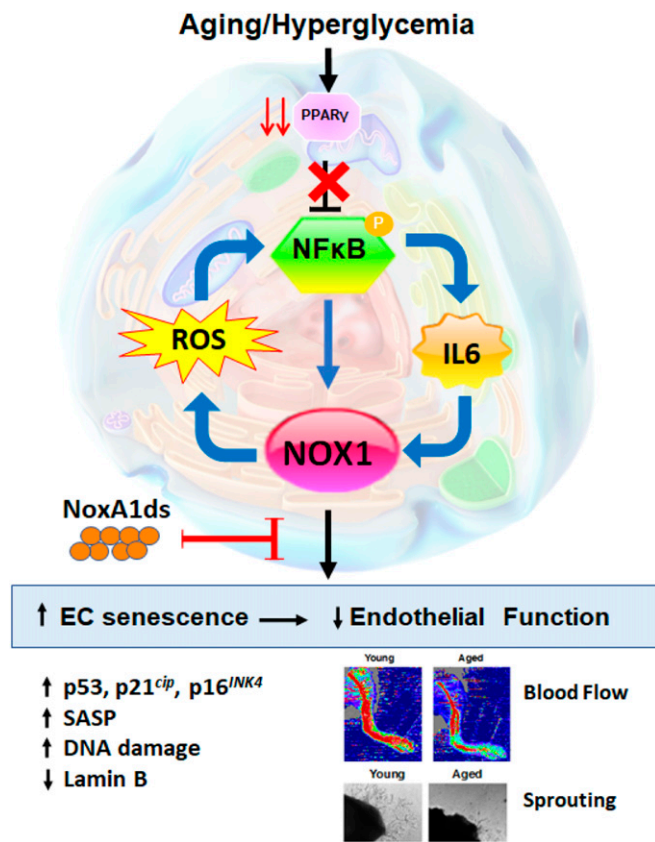 Aging/Hyperglycemia
PPARγ
P
NFκB
ROS
IL6
NOX1
NoxA1ds
EC senescence
Endothelial Function
p53, p21cip, p16INK4
SASP
DNA damage
Lamin B
Young
Aged
Blood Flow
Young
Aged
Sprouting